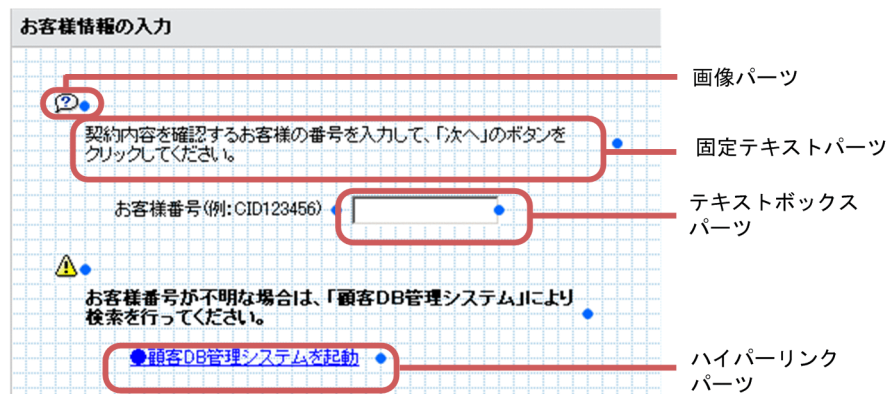 お客様情報の入力
画像パーツ
契約内容を確認するお客様の番号を入力して、「次へ」のボタンを
クリックしてください。
固定テキストパーツ
お客様番号(例:CID123456)
テキストボックス
パーツ
お客様番号が不明な場合は、「顧客DB管理システム」により
検索を行ってください。
●顧客DB管理システムを起動
ハイパーリンク
パーツ